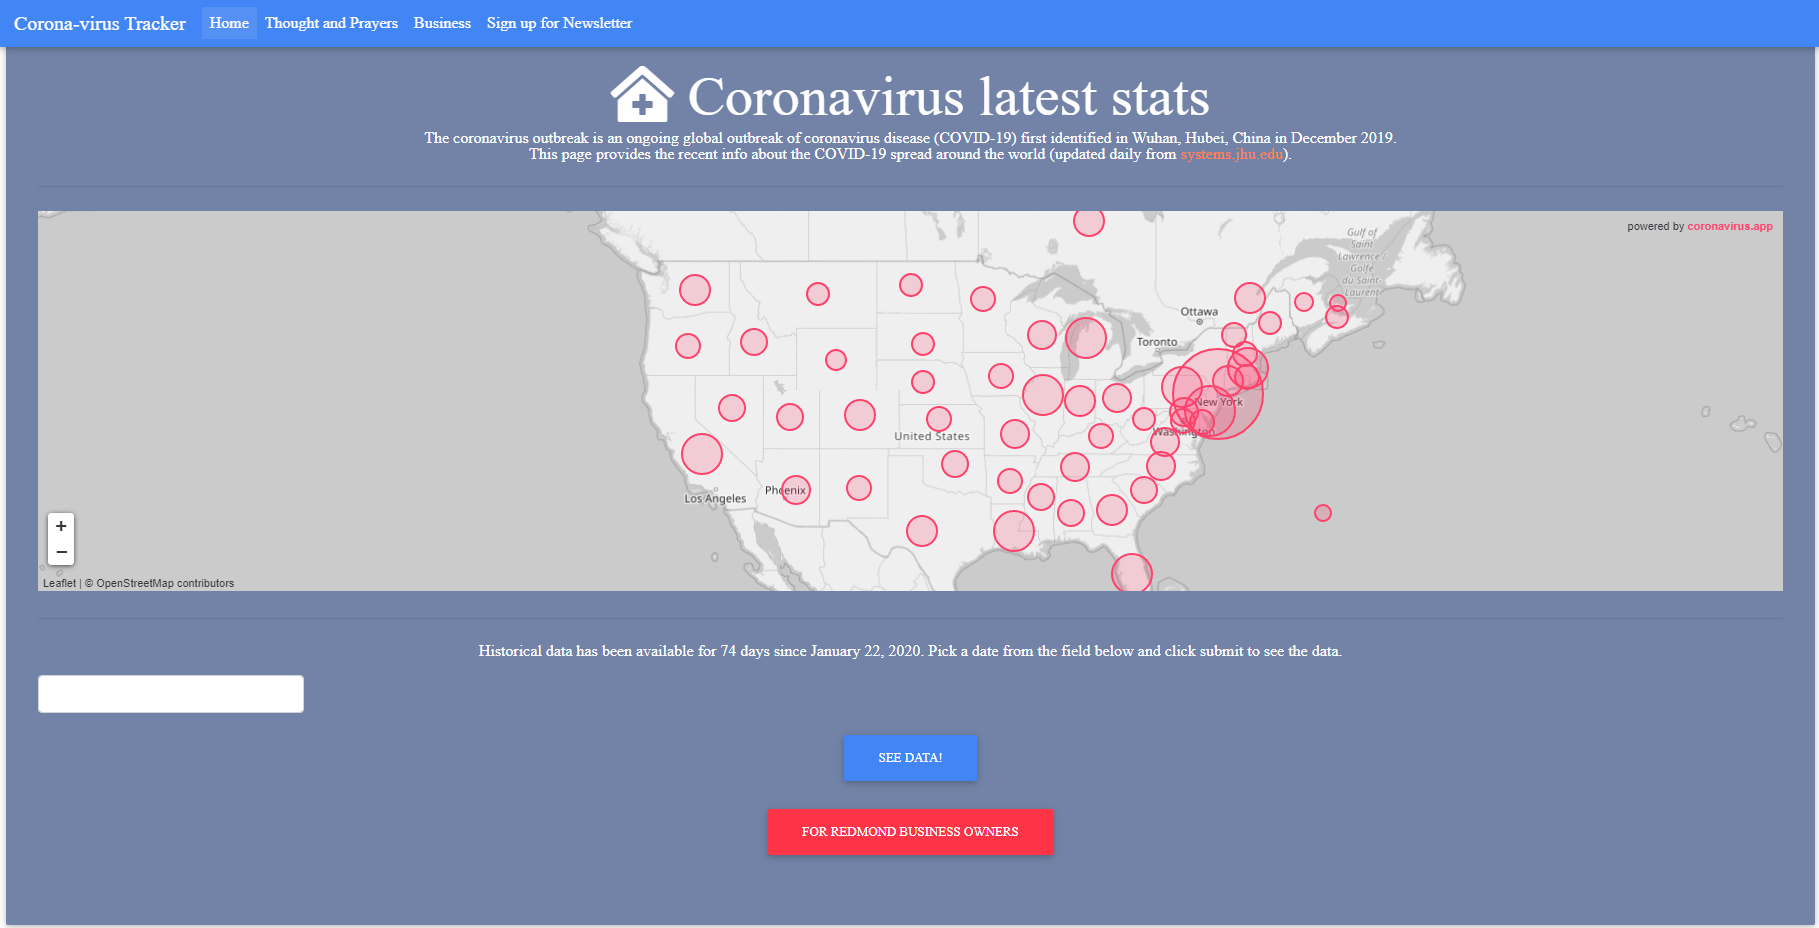 Corona-virus Tracker Home Thought and Prayers Business Sign up for Newsletter
Coronavirus latest stats
The coronavirus outbreak is an ongoing global outbreak of coronavirus disease (COVID-19) first identified in Wuhan, Hubei, China in December 2019.
This page provides the recent info about the COVID-19 spread around the world (updated daily from systems.jhu.edu).
powered by coronavirus.app
Gulf of
Saint
Lawrence /
Golfe
du Saint
Laurent
Ottawa
Toronto
New York
Washington
United States
Phoenix
Los Angeles
+
−
Leaflet | © OpenStreetMap contributors
Historical data has been available for 74 days since January 22, 2020. Pick a date from the field below and click submit to see the data.
SEE DATA!
FOR REDMOND BUSINESS OWNERS